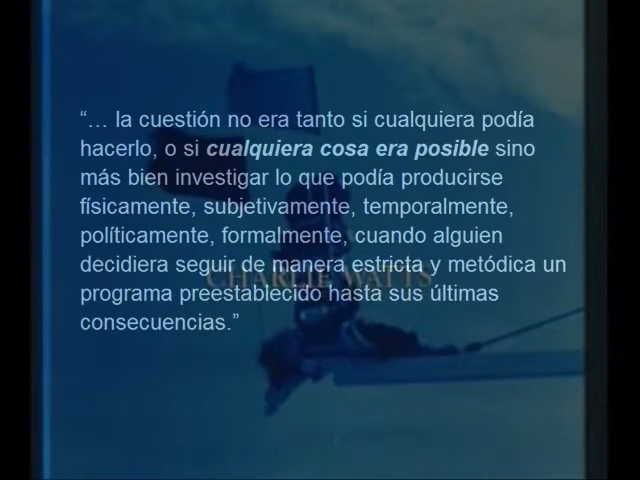 “… la cuestión no era tanto si cualquiera podía
hacerlo, o si cualquiera cosa era posible sino
más bien investigar lo que podía producirse
físicamente, subjetivamente, temporalmente,
políticamente, formalmente, cuando alguien
decidiera seguir de manera estricta y metódica un
CHARLIE WATTS
programa preestablecido hasta sus últimas
consecuencias.”